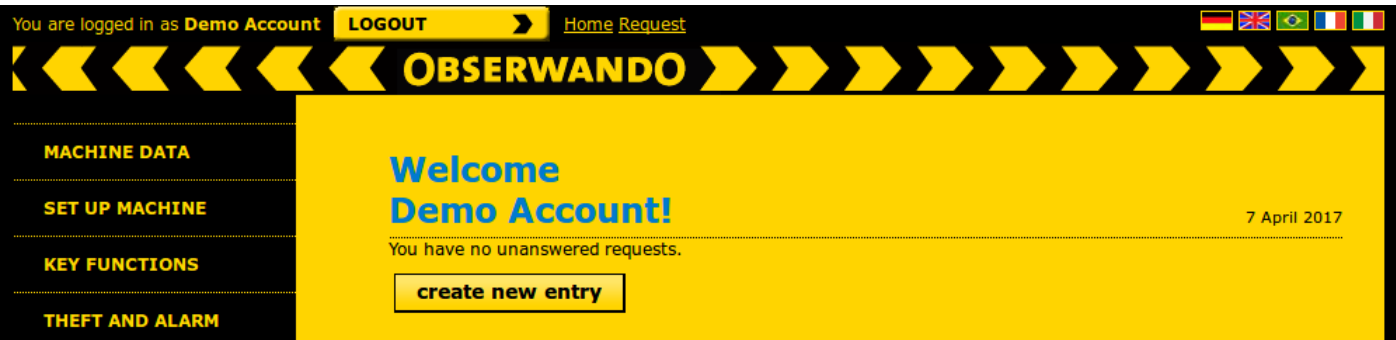 You are logged in as Demo Account LOGOUT Home Request
OBSERWANDO
MACHINE DATA
SET UP MACHINE
KEY FUNCTIONS
THEFT AND ALARM
Welcome
Demo Account!
7 April 2017
You have no unanswered requests.
create new entry